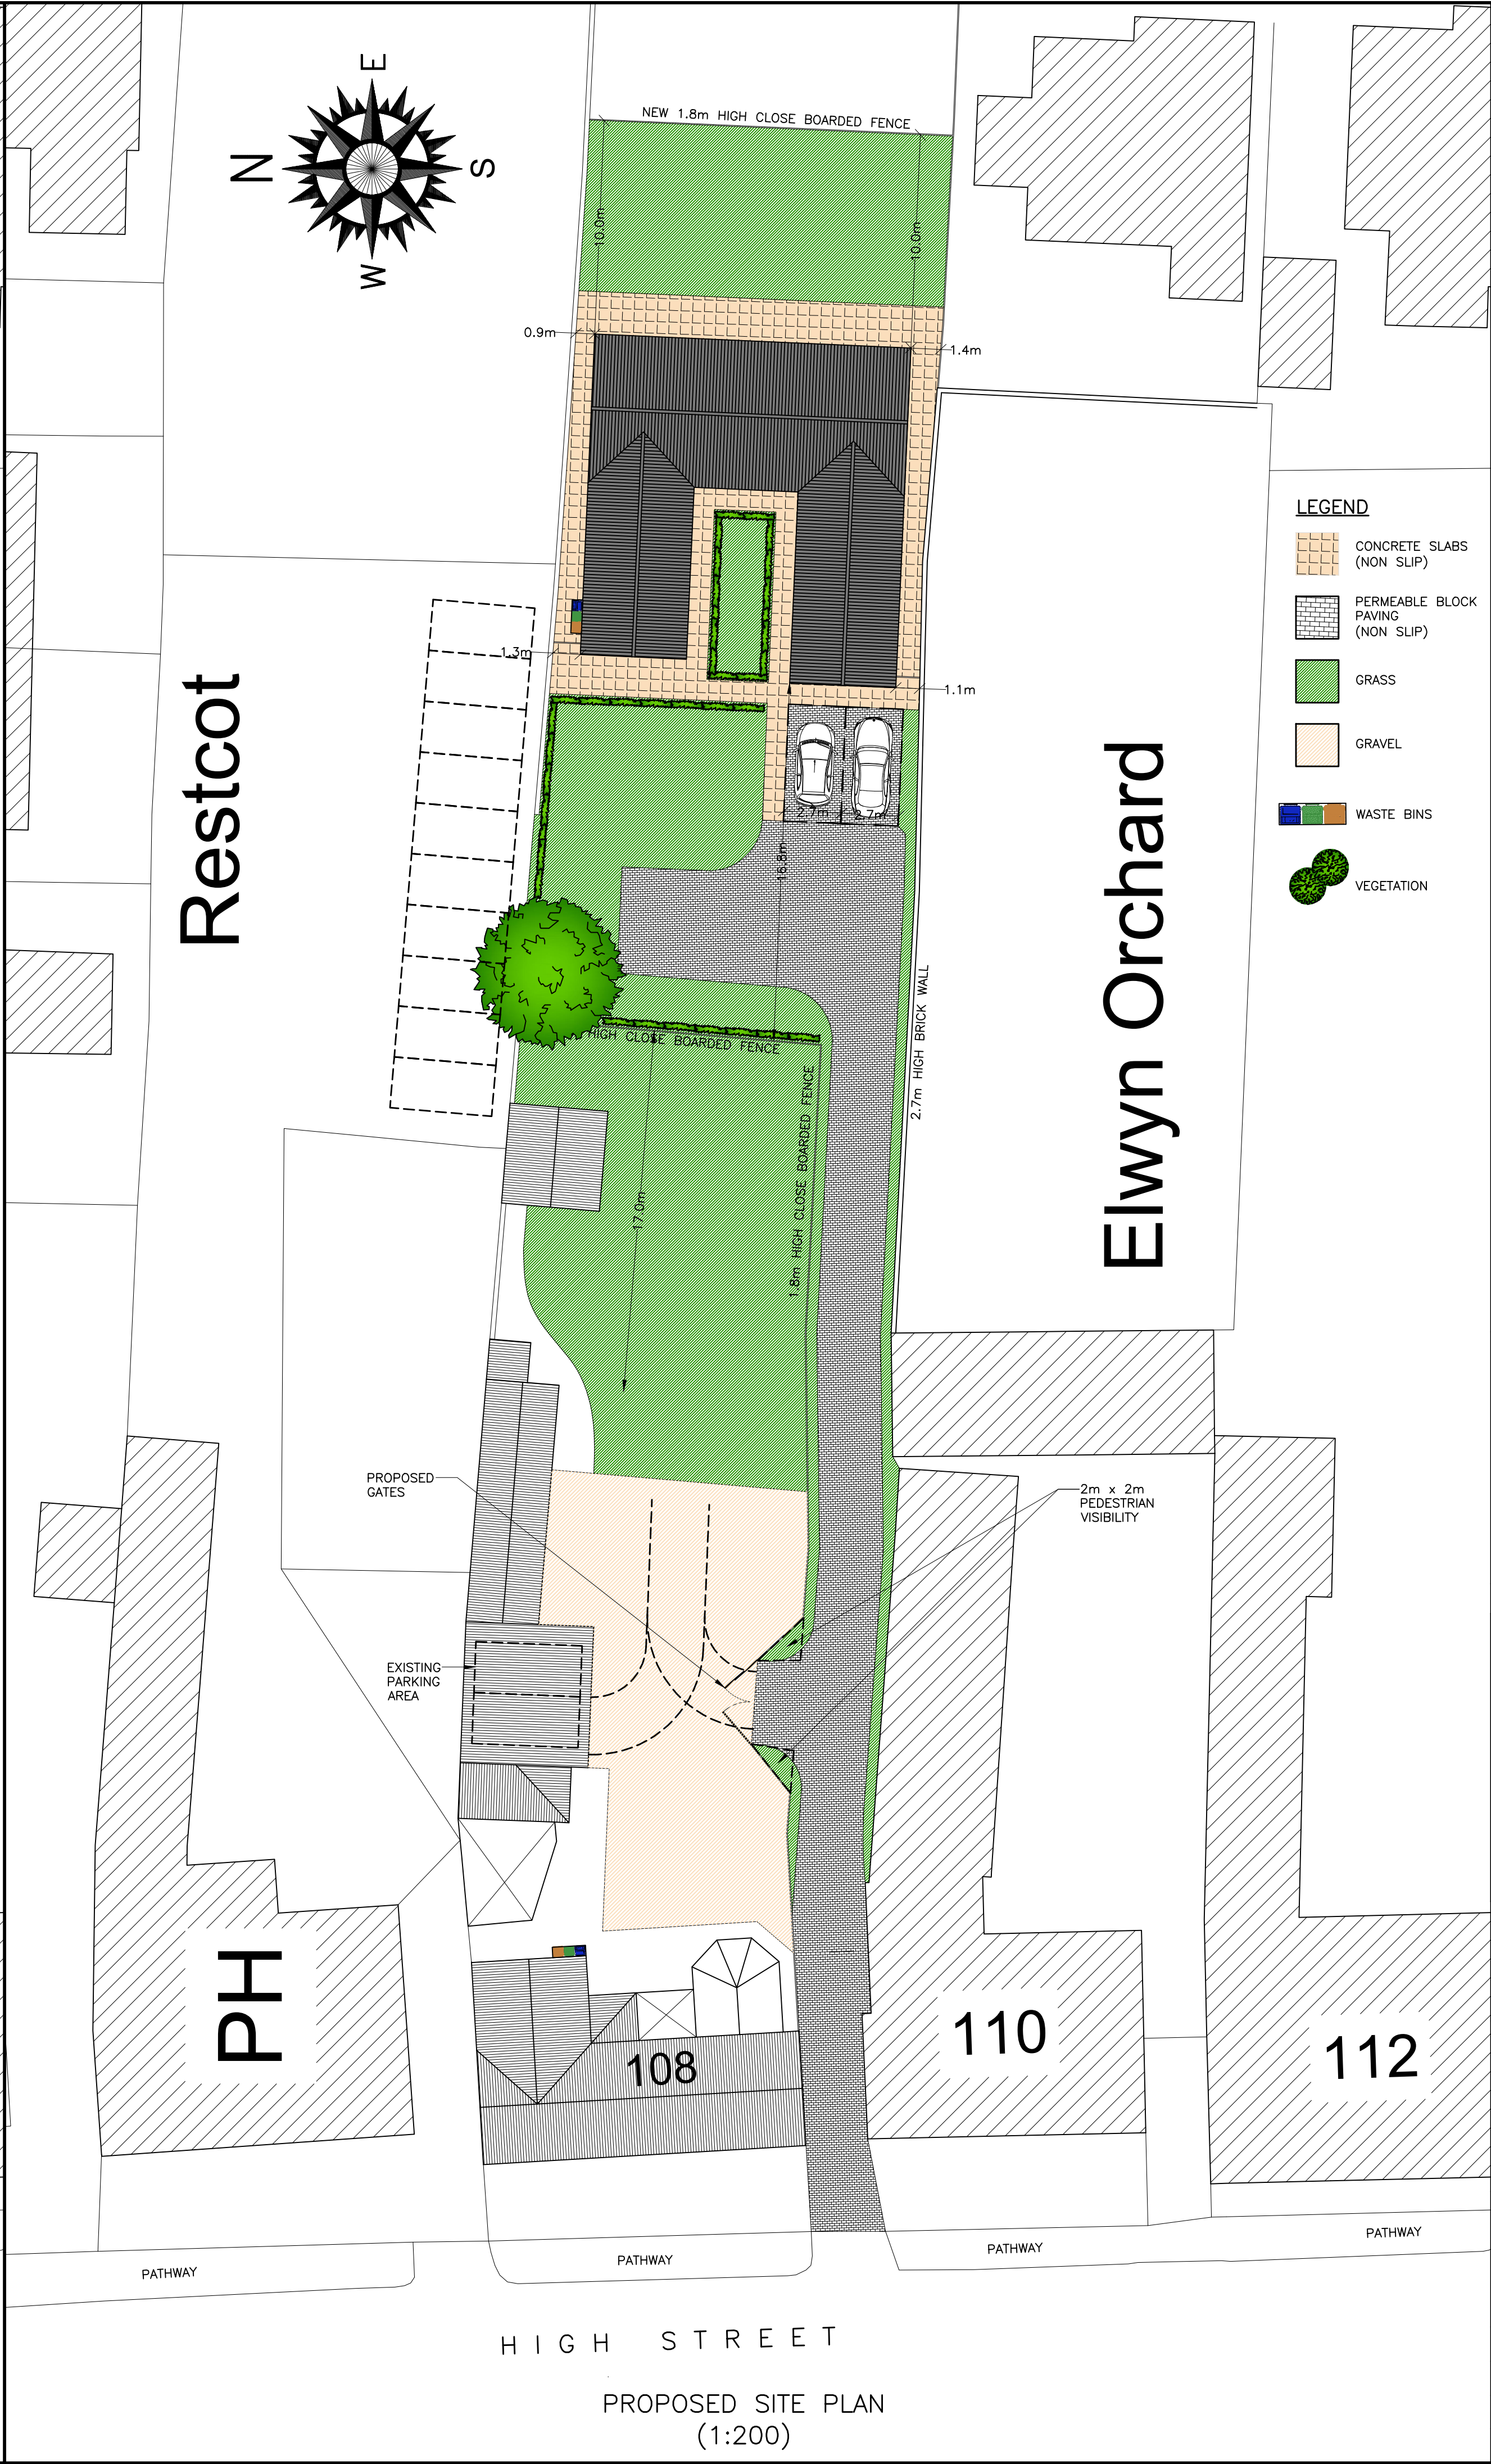 E
N
S
W
NEW 1.8m HIGH CLOSE BOARDED FENCE
10.0m
10.0m
0.9m
1.4m
LEGEND
CONCRETE SLABS
(NON SLIP)
PERMEABLE BLOCK
PAVING
(NON SLIP)
GRASS
GRAVEL
WASTE BINS
VEGETATION
1.3m
1.1m
Restcot
Elwyn Orchard
2.7m
2.7m
16.8m
2.7m HIGH BRICK WALL
HIGH CLOSE BOARDED FENCE
1.8m HIGH CLOSE BOARDED FENCE
17.0m
PROPOSED
GATES
2m x 2m
PEDESTRIAN
VISIBILITY
EXISTING
PARKING
AREA
PH
108
110
112
PATHWAY
PATHWAY
PATHWAY
PATHWAY
HIGH STREET
PROPOSED SITE PLAN
(1:200)